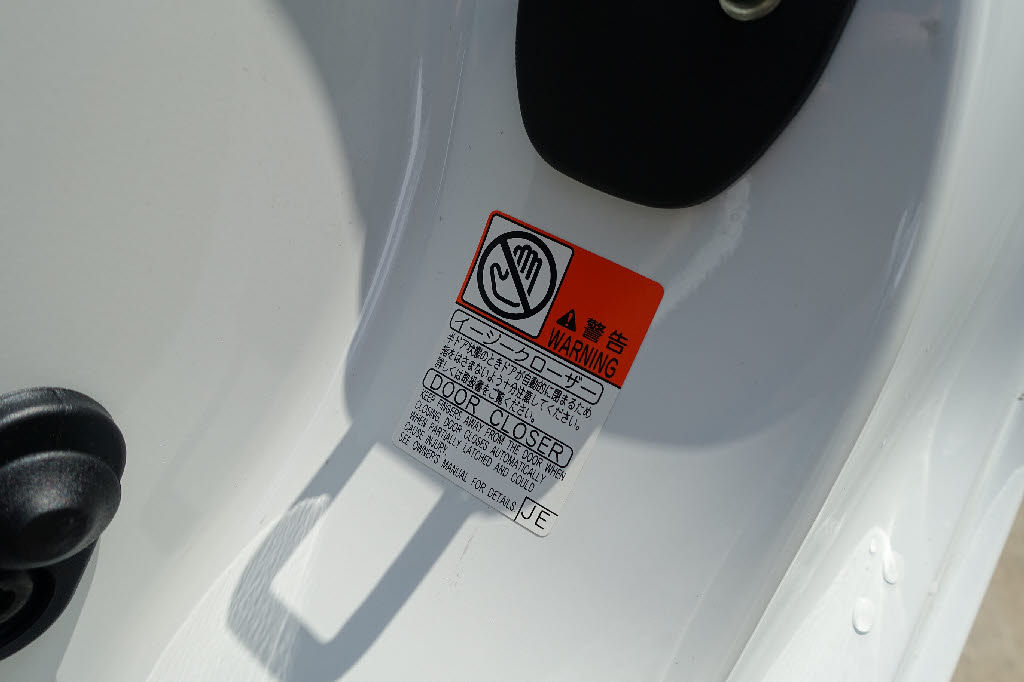 警告
WARNING
イージークローザー
半ドア状態のときドアが自動的に閉まるため
指をはさまないよう十分注意してください。
詳しくは取扱書をご覧ください。
DOOR CLOSER
KEEP FINGERS AWAY FROM THE DOOR WHEN
CLOSING. DOOR CLOSES AUTOMATICALLY
WHEN PARTIALLY LATCHED AND COULD
CAUSE INJURY.
SEE OWNER'S MANUAL FOR DETAILS
JE